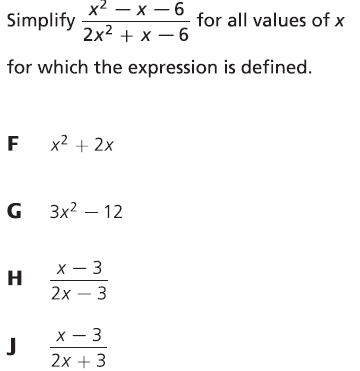 Simplify (x² − x − 6)/(2x² + x − 6) for all values of x
for which the expression is defined.
F x² + 2x
G 3x² − 12
H (x − 3)/(2x − 3)
J (x − 3)/(2x + 3)